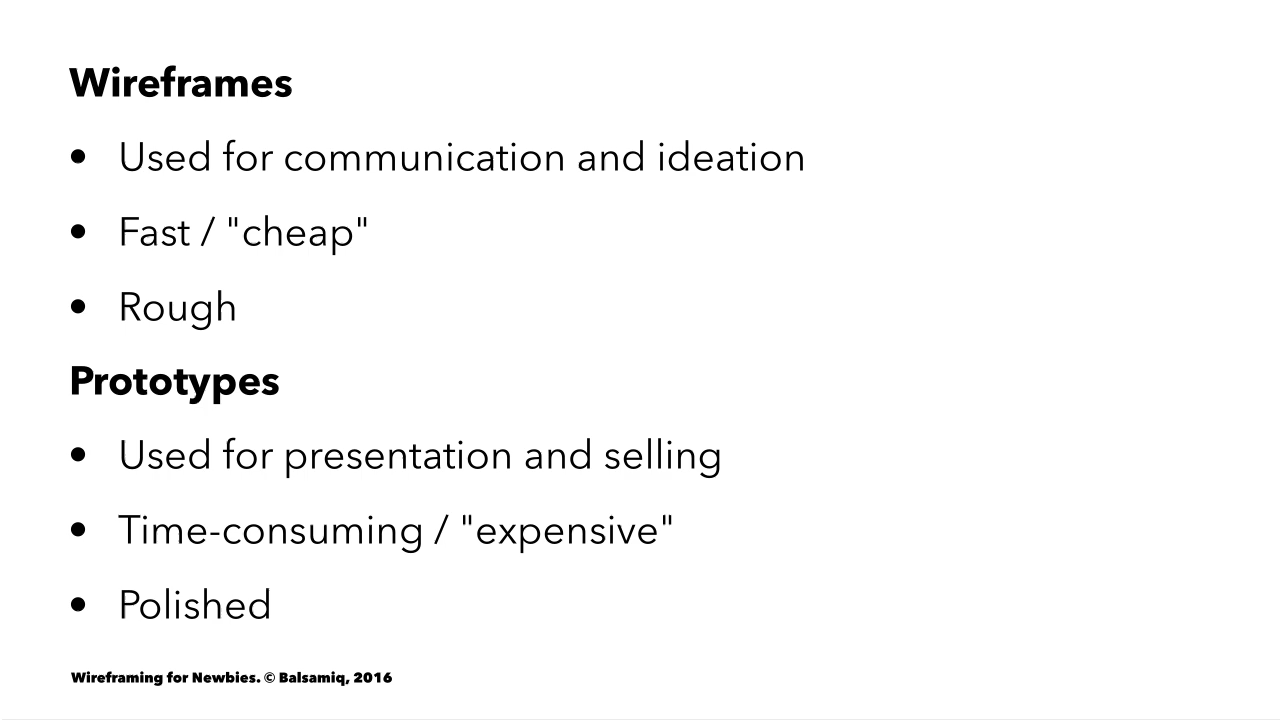 Wireframes
• Used for communication and ideation
• Fast / "cheap"
• Rough
Prototypes
• Used for presentation and selling
• Time-consuming / "expensive"
• Polished
Wireframing for Newbies. © Balsamiq, 2016